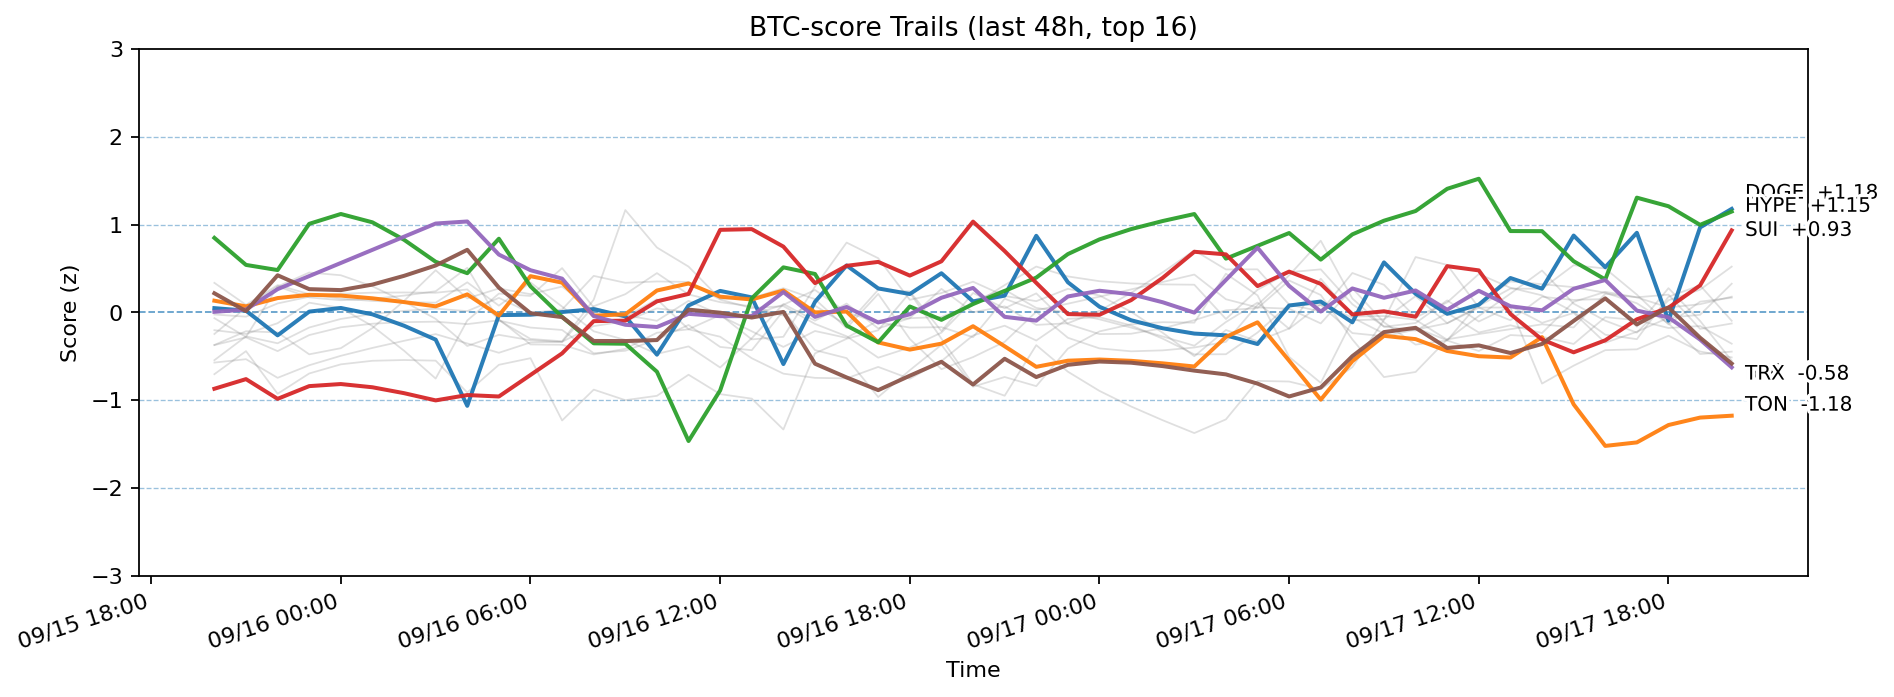 BTC-score Trails (last 48h, top 16)
Score (z)
3
2
1
0
−1
−2
−3
DOGE +1.18
HYPE +1.15
SUI +0.93
TRX -0.58
TON -1.18
09/15 18:00
09/16 00:00
09/16 06:00
09/16 12:00
09/16 18:00
09/17 00:00
09/17 06:00
09/17 12:00
09/17 18:00
Time